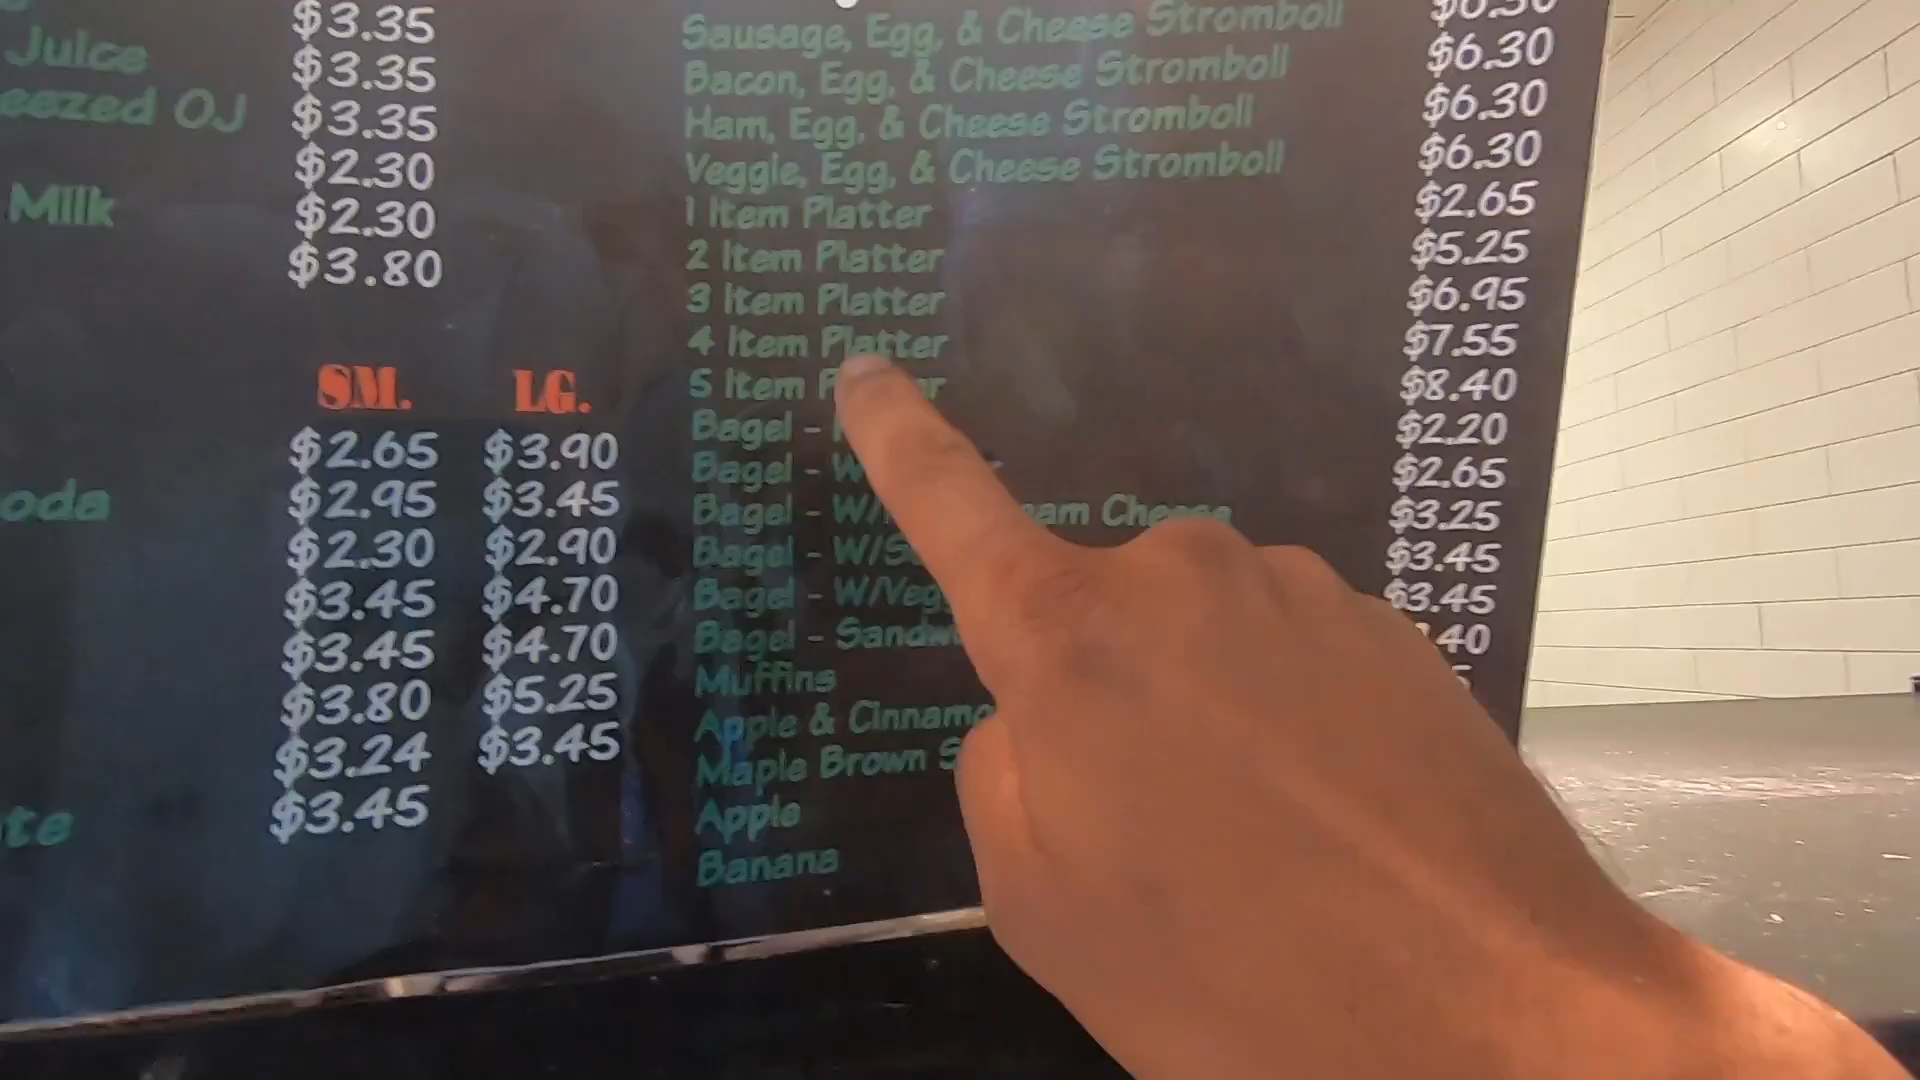 $3.35
Juice $3.35
eezed OJ $3.35
$2.30
Milk $2.30
$3.80
SM. LG.
$2.65 $3.90
oda $2.95 $3.45
$2.30 $2.90
$3.45 $4.70
$3.45 $4.70
$3.80 $5.25
$3.24 $3.45
te $3.45
Sausage, Egg, & Cheese Stromboli
Bacon, Egg, & Cheese Stromboli
Ham, Egg, & Cheese Stromboli
Veggie, Egg, & Cheese Stromboli
1 Item Platter
2 Item Platter
3 Item Platter
4 Item Platter
5 Item
Bagel -
Bagel - W
Bagel - W/ Cheese
Bagel - W/S
Bagel - W/Veg
Bagel - Sandw
Muffins
Apple & Cinnamo
Maple Brown S
Apple
Banana
$6.30
$6.30
$6.30
$6.30
$2.65
$5.25
$6.95
$7.55
$8.40
$2.20
$2.65
$3.25
$3.45
$3.45
.40